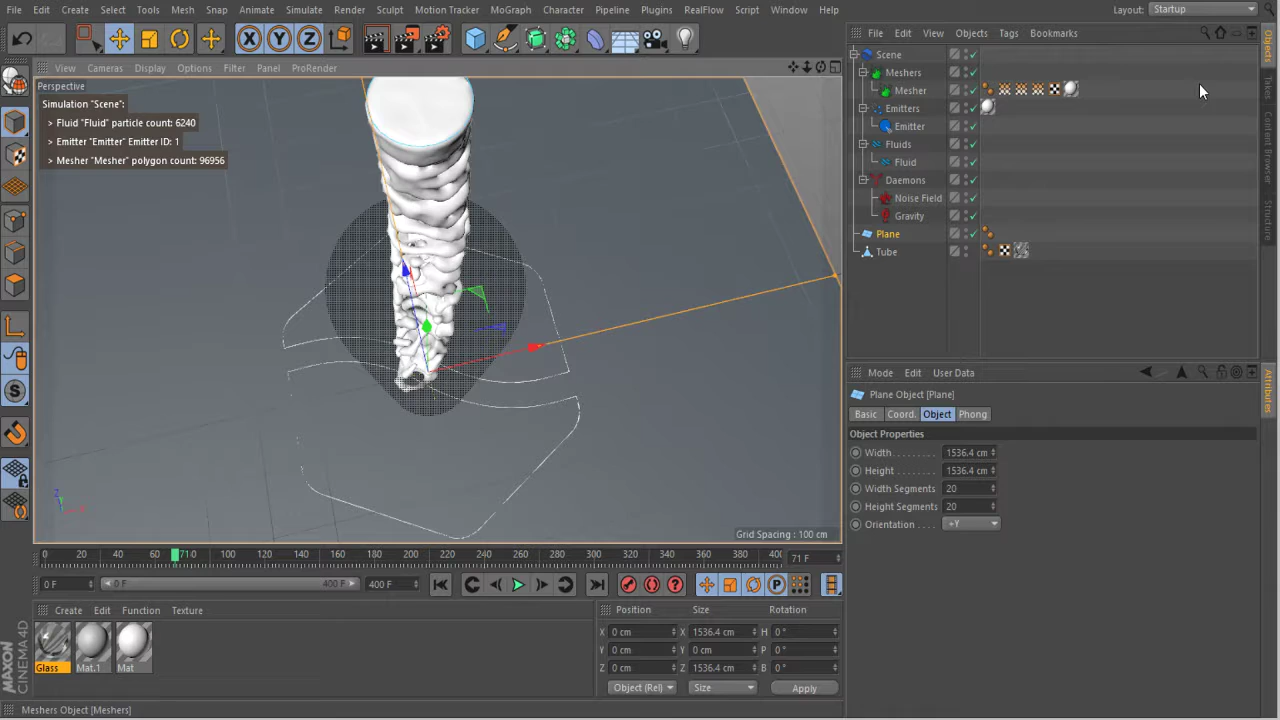 File Edit Create Select Tools Mesh Snap Animate Simulate Render Sculpt Motion Tracker MoGraph Character Pipeline Plugins RealFlow Script Window Help Layout: Startup
View Cameras Display Options Filter Panel ProRender
File Edit View Objects Tags Bookmarks
Perspective
Simulation "Scene":
> Fluid "Fluid" particle count: 6240
> Emitter "Emitter" Emitter ID: 1
> Mesher "Mesher" polygon count: 96956
Scene
Meshers
Mesher
Emitters
Emitter
Fluids
Fluid
Daemons
Noise Field
Gravity
Plane
Tube
Objects
Takes
Content Browser
Structure
X Y Z
S
Z
Grid Spacing : 100 cm
Mode Edit User Data
Attributes
Plane Object [Plane]
Basic Coord. Object Phong
Object Properties
Width 1536.4 cm
Height 1536.4 cm
Width Segments 20
Height Segments 20
Orientation +Y
0 20 40 60 71 0 100 120 140 160 180 200 220 240 260 280 300 320 340 360 380 400 71 F
0 F 0 F 400 F 400 F
P
Create Edit Function Texture
Glass Mat.1 Mat
Position Size Rotation
X 0 cm X 1536.4 cm H 0 °
Y 0 cm Y 0 cm P 0 °
Z 0 cm Z 1536.4 cm B 0 °
Object (Rel) Size Apply
MAXON CINEMA 4D
Meshers Object [Meshers]